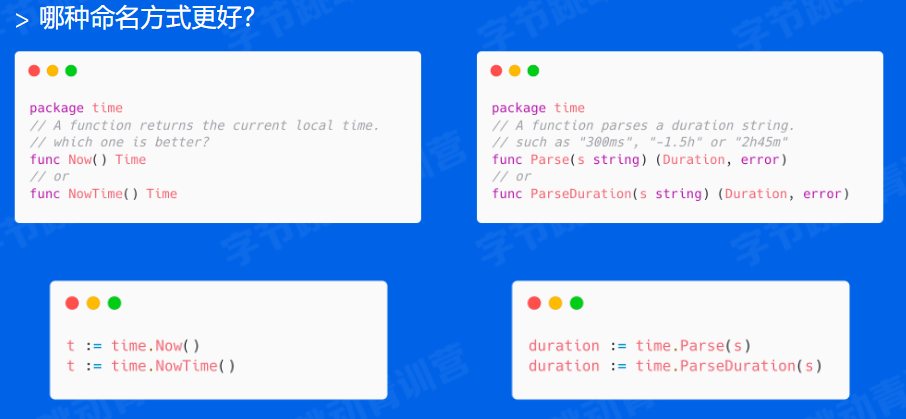 > 哪种命名方式更好?
package time
// A function returns the current local time.
// which one is better?
func Now() Time
// or
func NowTime() Time
package time
// A function parses a duration string.
// such as "300ms", "-1.5h" or "2h45m"
func Parse(s string) (Duration, error)
// or
func ParseDuration(s string) (Duration, error)
t := time.Now()
t := time.NowTime()
duration := time.Parse(s)
duration := time.ParseDuration(s)